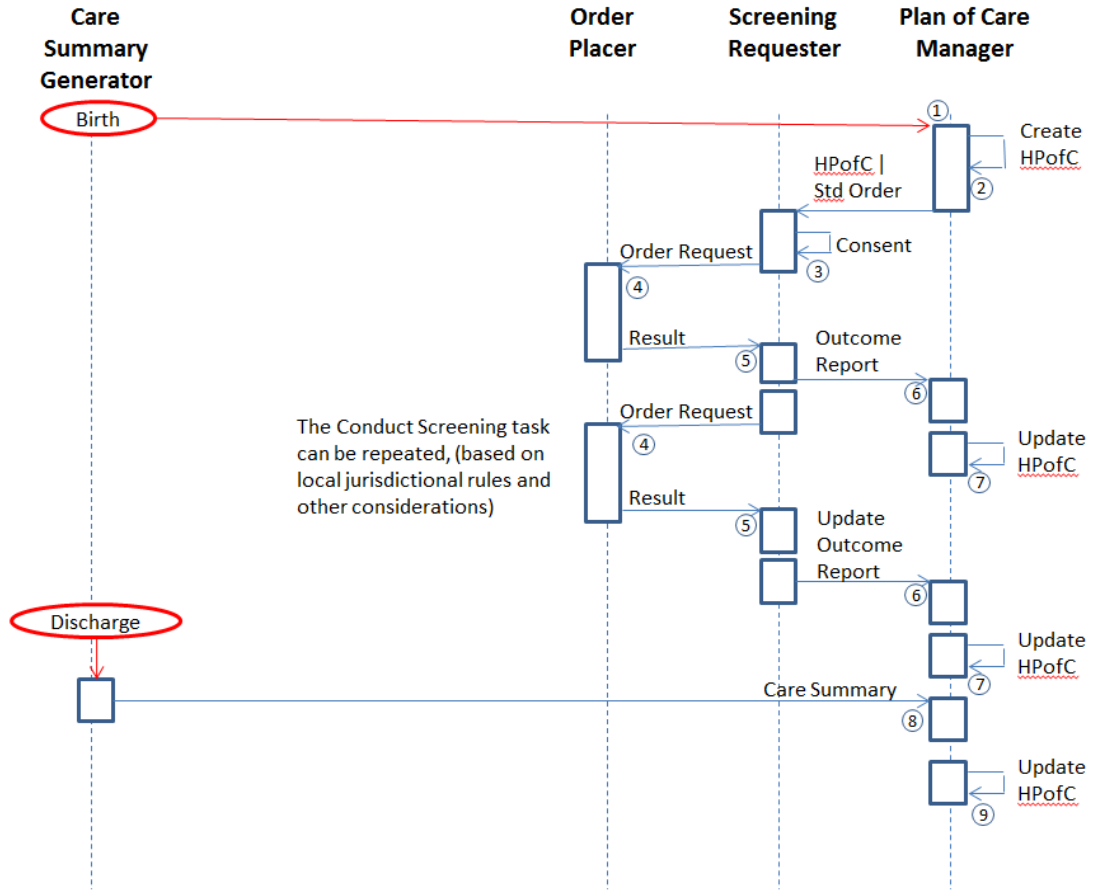 Care
Summary
Generator
Order
Placer
Screening
Requester
Plan of Care
Manager
Birth
1
Create
HPofC
2
HPofC |
Std Order
Consent
3
Order Request
4
Result
5
Outcome
Report
6
Order Request
4
The Conduct Screening task
can be repeated, (based on
local jurisdictional rules and
other considerations)
Update
HPofC
7
Result
5
Update
Outcome
Report
6
Discharge
Update
HPofC
7
Care Summary
8
Update
HPofC
9